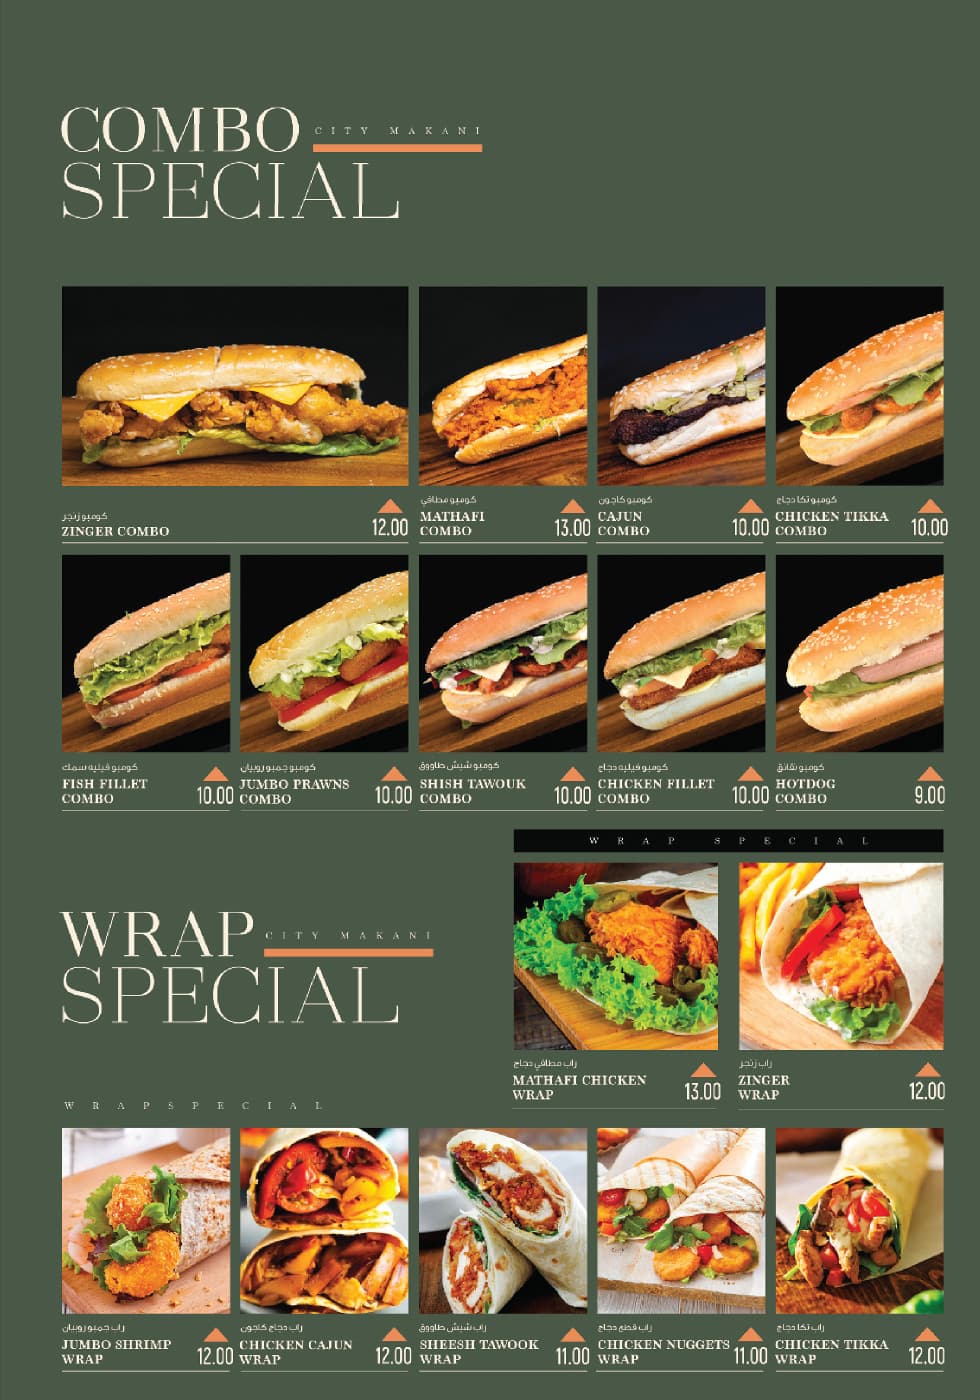 COMBO
CITY MAKANI
SPECIAL
كومبو زنجر
ZINGER COMBO
12.00
كومبو مطافي
MATHAFI
COMBO
13.00
كومبو كاجون
CAJUN
COMBO
10.00
كومبو تكا دجاج
CHICKEN TIKKA
COMBO
10.00
كومبو فيليه سمك
FISH FILLET
COMBO
10.00
كومبو جمبو روبيان
JUMBO PRAWNS
COMBO
10.00
كومبو شيش طاووق
SHISH TAWOUK
COMBO
10.00
كومبو فيليه دجاج
CHICKEN FILLET
COMBO
10.00
كومبو نقانق
HOTDOG
COMBO
9.00
WRAP SPECIAL
WRAP
CITY MAKANI
SPECIAL
راب مطافي دجاج
MATHAFI CHICKEN
WRAP
13.00
راب زنجر
ZINGER
WRAP
12.00
WRAPSPECIAL
راب جمبو روبيان
JUMBO SHRIMP
WRAP
12.00
راب دجاج كاجون
CHICKEN CAJUN
WRAP
12.00
راب شيش طاووق
SHEESH TAWOOK
WRAP
11.00
راب قطع دجاج
CHICKEN NUGGETS
WRAP
11.00
راب تكا دجاج
CHICKEN TIKKA
WRAP
12.00